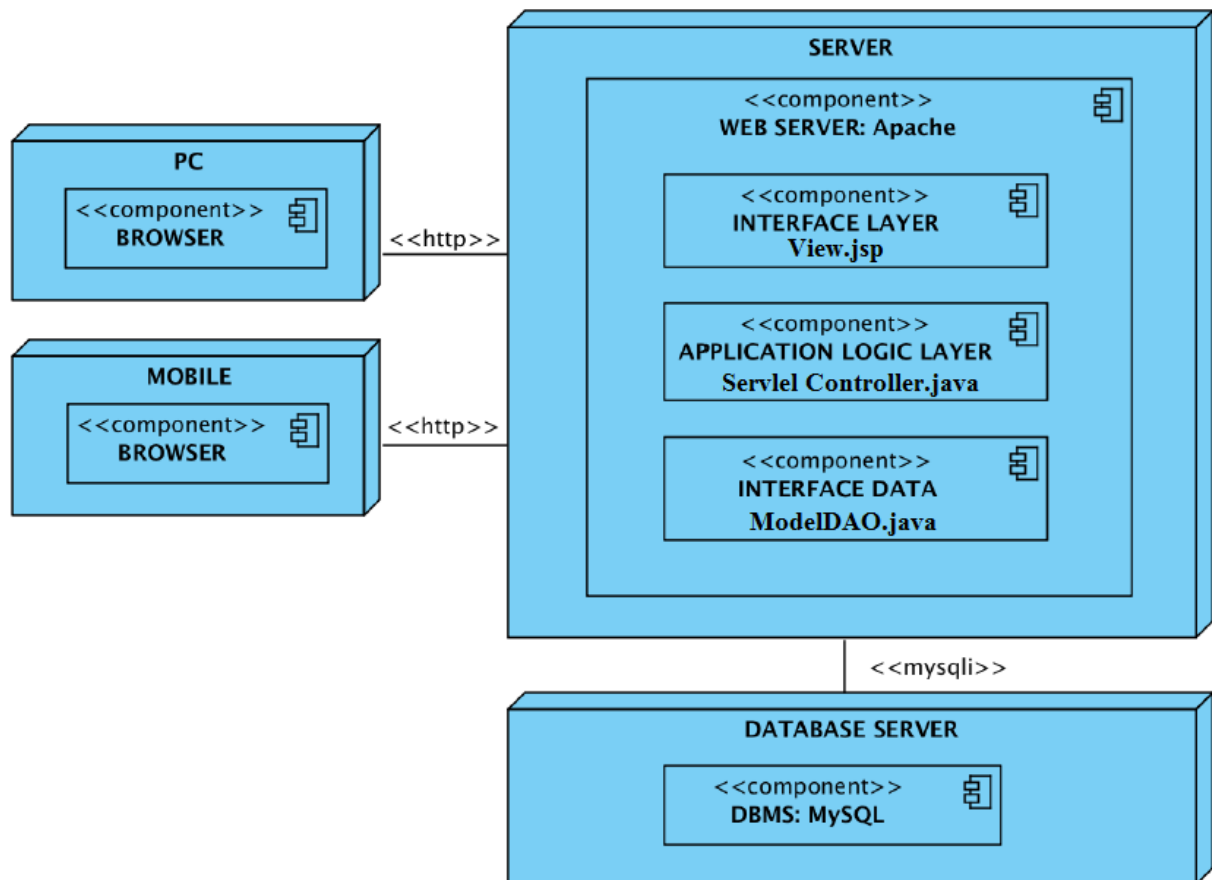 PC
<<component>>
BROWSER
<<http>>
MOBILE
<<component>>
BROWSER
<<http>>
SERVER
<<component>>
WEB SERVER: Apache
<<component>>
INTERFACE LAYER
View.jsp
<<component>>
APPLICATION LOGIC LAYER
Servlel Controller.java
<<component>>
INTERFACE DATA
ModelDAO.java
<<mysqli>>
DATABASE SERVER
<<component>>
DBMS: MySQL